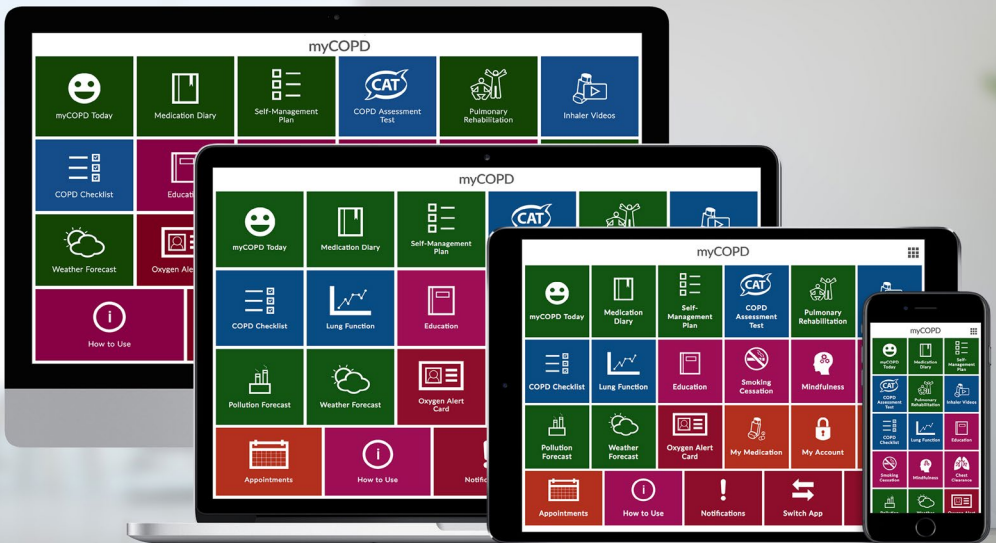 myCOPD
myCOPD Today
Medication Diary
Self-Management
Plan
CAT
COPD Assessment
Test
Pulmonary
Rehabilitation
Inhaler Videos
COPD Checklist
Weather Forecast
How to Use
myCOPD
myCOPD Today
Medication Diary
Self-Management
Plan
CAT
COPD Checklist
Lung Function
Education
Pollution Forecast
Weather Forecast
Oxygen Alert
Card
Appointments
How to Use
myCOPD
myCOPD Today
Medication
Diary
Self-
Management
Plan
CAT
COPD
Assessment
Test
Pulmonary
Rehabilitation
COPD Checklist
Lung Function
Education
Smoking
Cessation
Mindfulness
Pollution
Forecast
Weather
Forecast
Oxygen Alert
Card
My Medication
My Account
Appointments
How to Use
Notifications
Switch App
myCOPD
myCOPD
Today
Medication
Diary
Self-
Management
Plan
CAT
COPD
Assessment
Test
Pulmonary
Rehabilitation
Inhaler Videos
COPD
Checklist
Lung Function
Education
Smoking
Cessation
Mindfulness
Chest
Clearance